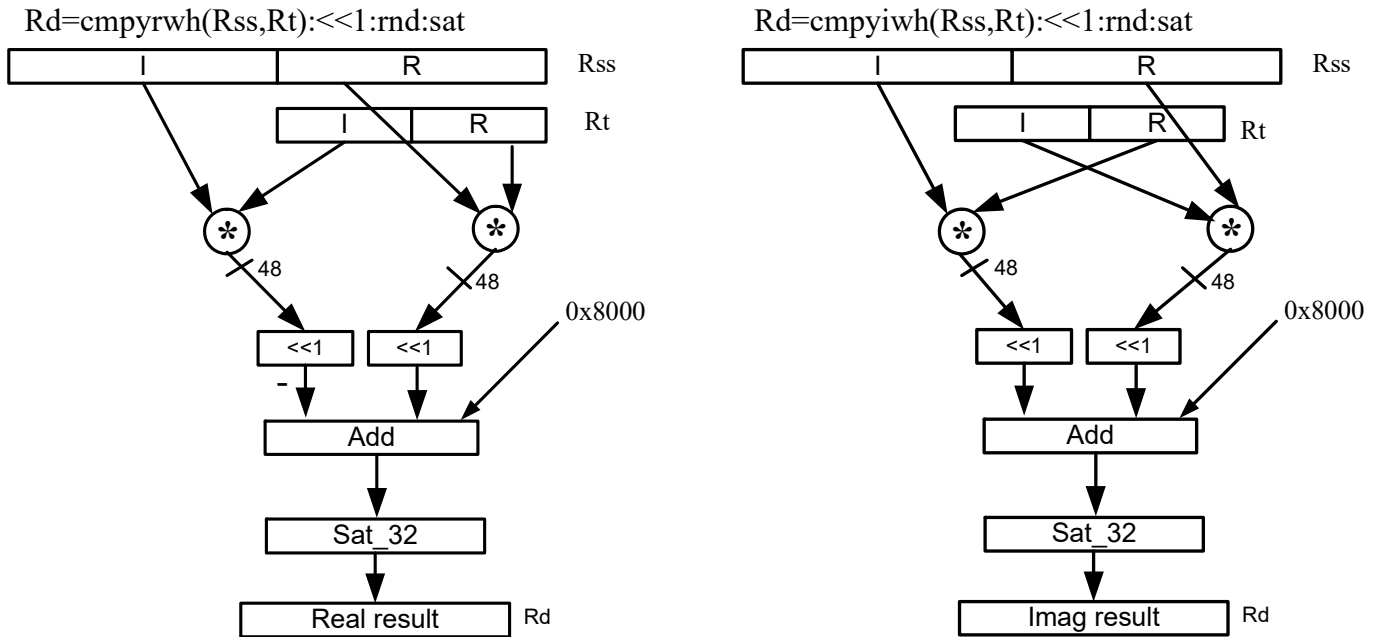 Rd=cmpyrwh(Rss,Rt):<<1:rnd:sat
I R Rss
I R Rt
* *
48 48
0x8000
<<1 <<1
-
Add
Sat_32
Real result Rd
Rd=cmpyiwh(Rss,Rt):<<1:rnd:sat
I R Rss
I R Rt
* *
48 48
0x8000
<<1 <<1
Add
Sat_32
Imag result Rd